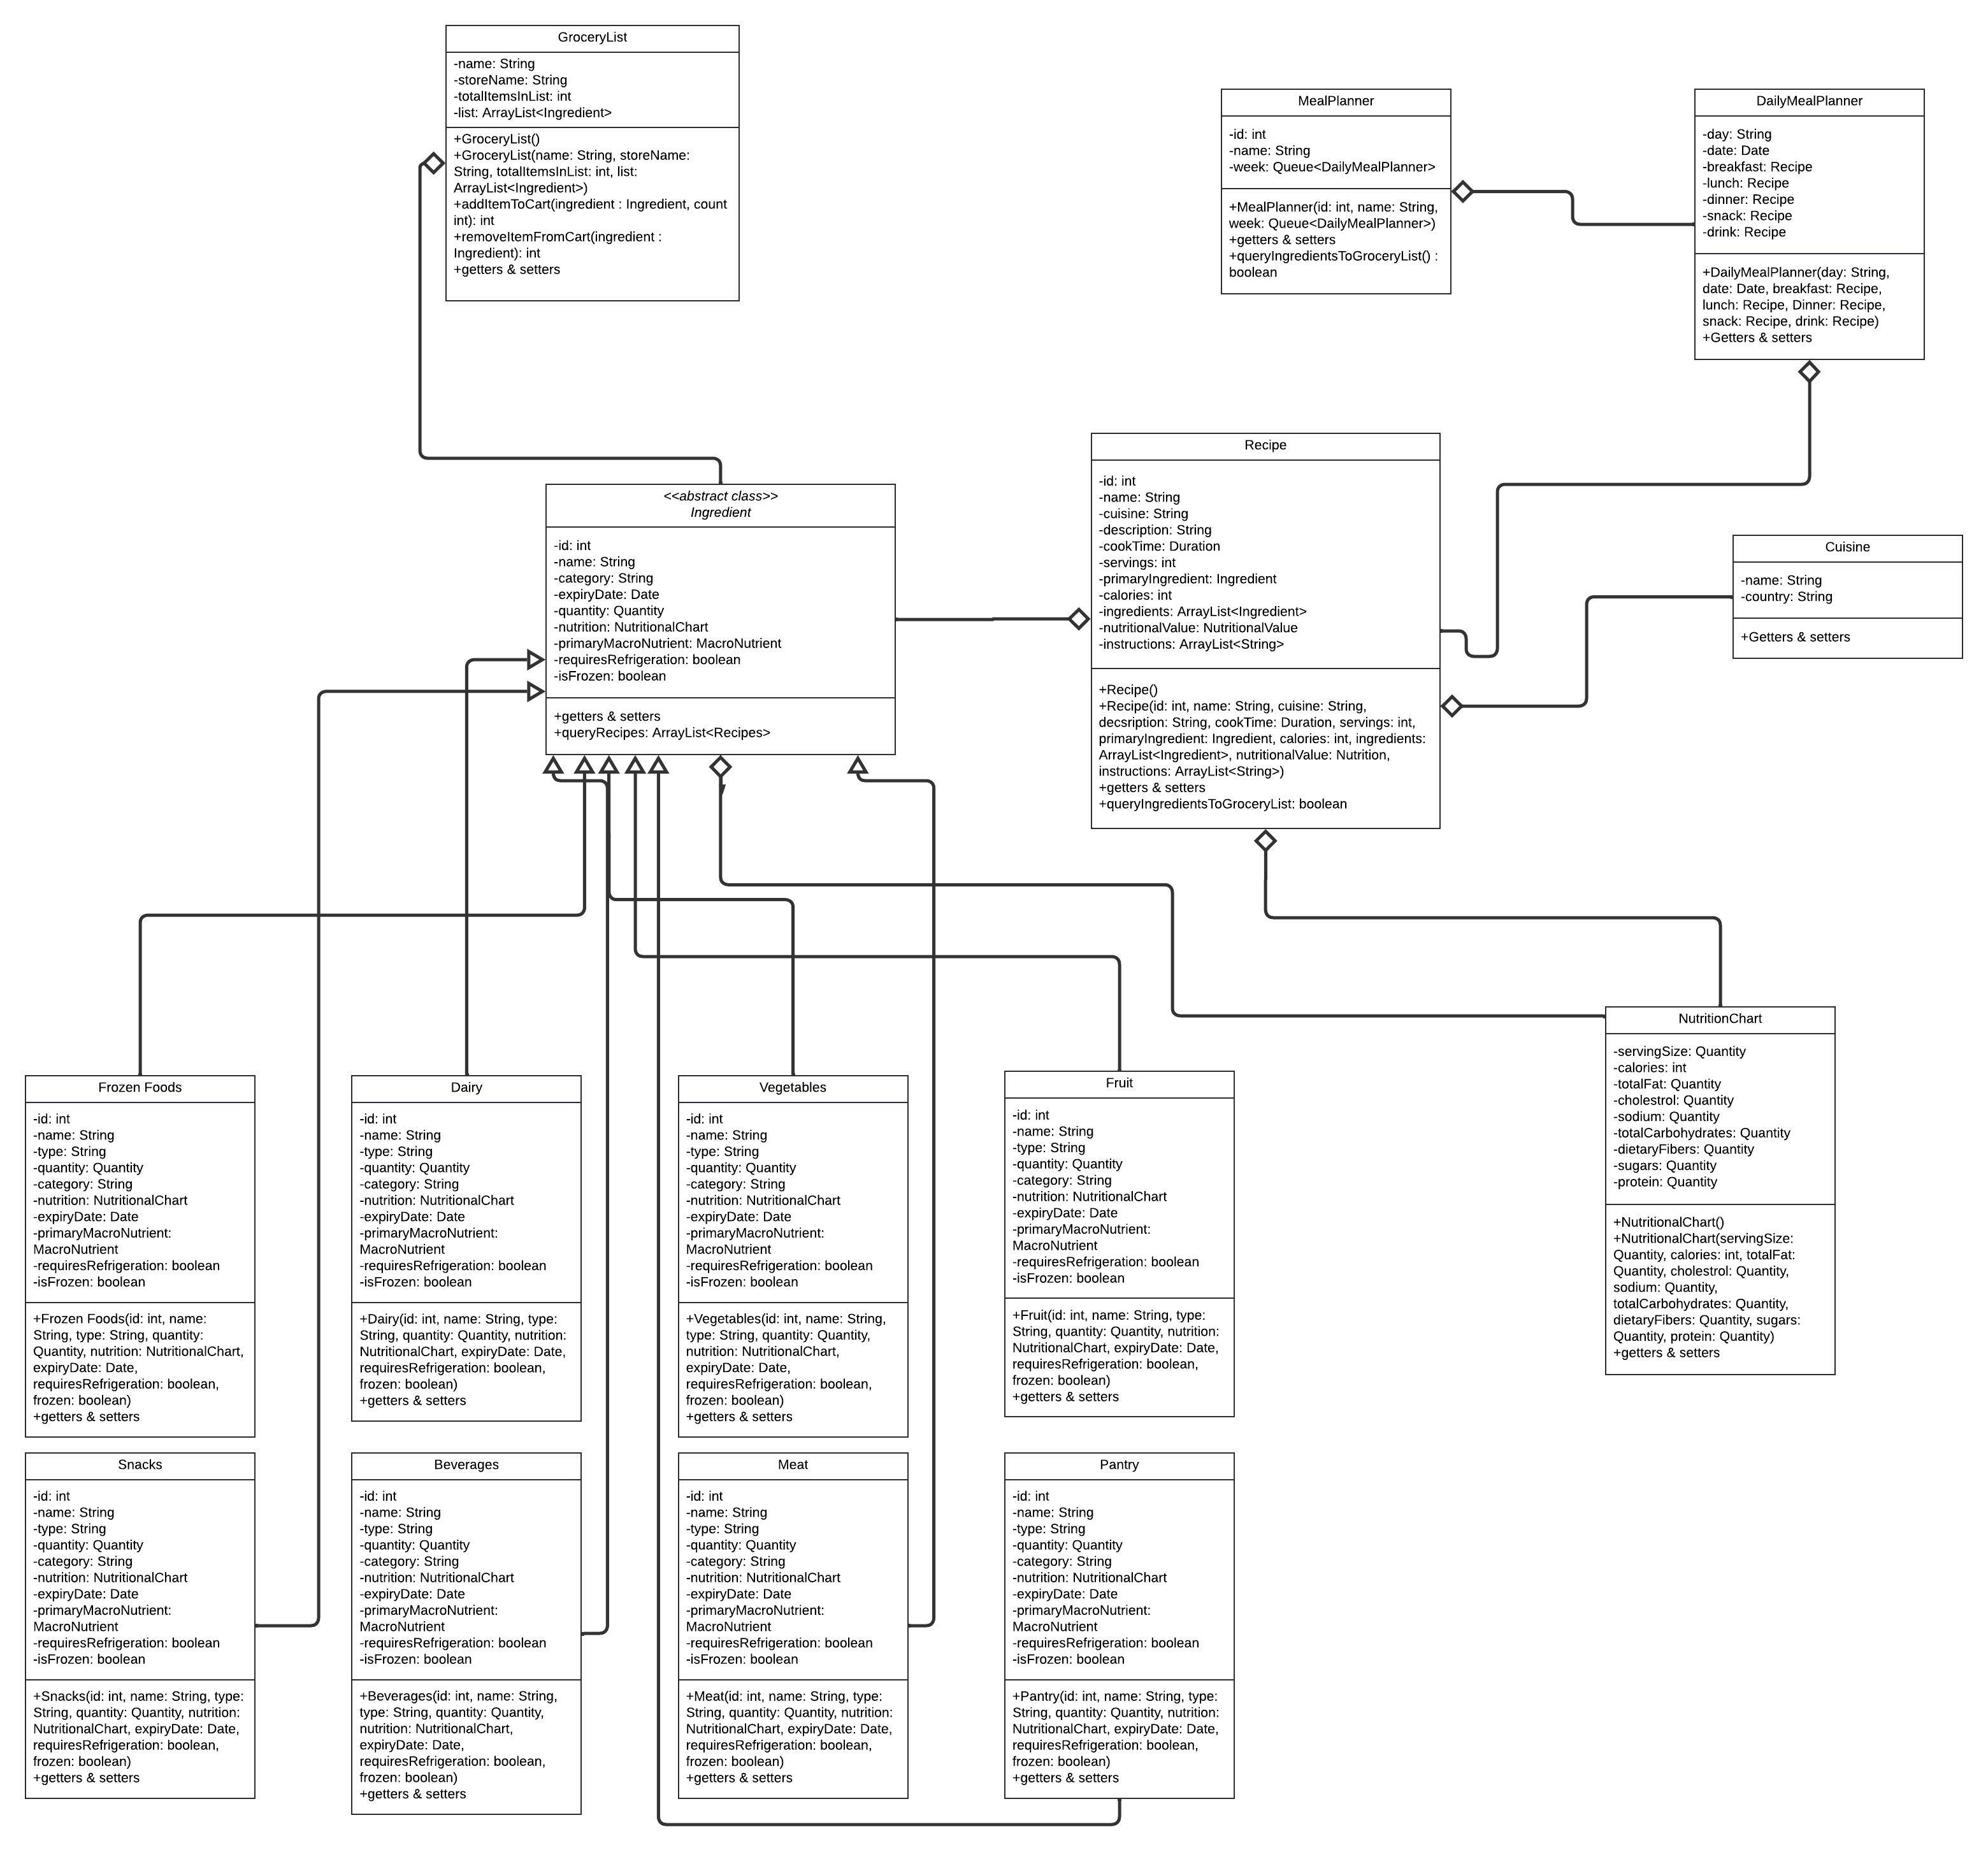 GroceryList
-name: String
-storeName: String
-totalItemsInList: int
-list: ArrayList<Ingredient>
+GroceryList()
+GroceryList(name: String, storeName:
String, totalItemsInList: int, list:
ArrayList<Ingredient>)
+addItemToCart(ingredient : Ingredient, count
int): int
+removeItemFromCart(ingredient :
Ingredient): int
+getters & setters
MealPlanner
-id: int
-name: String
-week: Queue<DailyMealPlanner>
+MealPlanner(id: int, name: String,
week: Queue<DailyMealPlanner>)
+getters & setters
+queryIngredientsToGroceryList() :
boolean
DailyMealPlanner
-day: String
-date: Date
-breakfast: Recipe
-lunch: Recipe
-dinner: Recipe
-snack: Recipe
-drink: Recipe
+DailyMealPlanner(day: String,
date: Date, breakfast: Recipe,
lunch: Recipe, Dinner: Recipe,
snack: Recipe, drink: Recipe)
+Getters & setters
<<abstract class>>
Ingredient
-id: int
-name: String
-category: String
-expiryDate: Date
-quantity: Quantity
-nutrition: NutritionalChart
-primaryMacroNutrient: MacroNutrient
-requiresRefrigeration: boolean
-isFrozen: boolean
+getters & setters
+queryRecipes: ArrayList<Recipes>
Recipe
-id: int
-name: String
-cuisine: String
-description: String
-cookTime: Duration
-servings: int
-primaryIngredient: Ingredient
-calories: int
-ingredients: ArrayList<Ingredient>
-nutritionalValue: NutritionalValue
-instructions: ArrayList<String>
+Recipe()
+Recipe(id: int, name: String, cuisine: String,
decsription: String, cookTime: Duration, servings: int,
primaryIngredient: Ingredient, calories: int, ingredients:
ArrayList<Ingredient>, nutritionalValue: Nutrition,
instructions: ArrayList<String>)
+getters & setters
+queryIngredientsToGroceryList: boolean
Cuisine
-name: String
-country: String
+Getters & setters
NutritionChart
-servingSize: Quantity
-calories: int
-totalFat: Quantity
-cholestrol: Quantity
-sodium: Quantity
-totalCarbohydrates: Quantity
-dietaryFibers: Quantity
-sugars: Quantity
-protein: Quantity
+NutritionalChart()
+NutritionalChart(servingSize:
Quantity, calories: int, totalFat:
Quantity, cholestrol: Quantity,
sodium: Quantity,
totalCarbohydrates: Quantity,
dietaryFibers: Quantity, sugars:
Quantity, protein: Quantity)
+getters & setters
Frozen Foods
-id: int
-name: String
-type: String
-quantity: Quantity
-category: String
-nutrition: NutritionalChart
-expiryDate: Date
-primaryMacroNutrient:
MacroNutrient
-requiresRefrigeration: boolean
-isFrozen: boolean
+Frozen Foods(id: int, name:
String, type: String, quantity:
Quantity, nutrition: NutritionalChart,
expiryDate: Date,
requiresRefrigeration: boolean,
frozen: boolean)
+getters & setters
Dairy
-id: int
-name: String
-type: String
-quantity: Quantity
-category: String
-nutrition: NutritionalChart
-expiryDate: Date
-primaryMacroNutrient:
MacroNutrient
-requiresRefrigeration: boolean
-isFrozen: boolean
+Dairy(id: int, name: String, type:
String, quantity: Quantity, nutrition:
NutritionalChart, expiryDate: Date,
requiresRefrigeration: boolean,
frozen: boolean)
+getters & setters
Vegetables
-id: int
-name: String
-type: String
-quantity: Quantity
-category: String
-nutrition: NutritionalChart
-expiryDate: Date
-primaryMacroNutrient:
MacroNutrient
-requiresRefrigeration: boolean
-isFrozen: boolean
+Vegetables(id: int, name: String,
type: String, quantity: Quantity,
nutrition: NutritionalChart,
expiryDate: Date,
requiresRefrigeration: boolean,
frozen: boolean)
+getters & setters
Fruit
-id: int
-name: String
-type: String
-quantity: Quantity
-category: String
-nutrition: NutritionalChart
-expiryDate: Date
-primaryMacroNutrient:
MacroNutrient
-requiresRefrigeration: boolean
-isFrozen: boolean
+Fruit(id: int, name: String, type:
String, quantity: Quantity, nutrition:
NutritionalChart, expiryDate: Date,
requiresRefrigeration: boolean,
frozen: boolean)
+getters & setters
Snacks
-id: int
-name: String
-type: String
-quantity: Quantity
-category: String
-nutrition: NutritionalChart
-expiryDate: Date
-primaryMacroNutrient:
MacroNutrient
-requiresRefrigeration: boolean
-isFrozen: boolean
+Snacks(id: int, name: String, type:
String, quantity: Quantity, nutrition:
NutritionalChart, expiryDate: Date,
requiresRefrigeration: boolean,
frozen: boolean)
+getters & setters
Beverages
-id: int
-name: String
-type: String
-quantity: Quantity
-category: String
-nutrition: NutritionalChart
-expiryDate: Date
-primaryMacroNutrient:
MacroNutrient
-requiresRefrigeration: boolean
-isFrozen: boolean
+Beverages(id: int, name: String,
type: String, quantity: Quantity,
nutrition: NutritionalChart,
expiryDate: Date,
requiresRefrigeration: boolean,
frozen: boolean)
+getters & setters
Meat
-id: int
-name: String
-type: String
-quantity: Quantity
-category: String
-nutrition: NutritionalChart
-expiryDate: Date
-primaryMacroNutrient:
MacroNutrient
-requiresRefrigeration: boolean
-isFrozen: boolean
+Meat(id: int, name: String, type:
String, quantity: Quantity, nutrition:
NutritionalChart, expiryDate: Date,
requiresRefrigeration: boolean,
frozen: boolean)
+getters & setters
Pantry
-id: int
-name: String
-type: String
-quantity: Quantity
-category: String
-nutrition: NutritionalChart
-expiryDate: Date
-primaryMacroNutrient:
MacroNutrient
-requiresRefrigeration: boolean
-isFrozen: boolean
+Pantry(id: int, name: String, type:
String, quantity: Quantity, nutrition:
NutritionalChart, expiryDate: Date,
requiresRefrigeration: boolean,
frozen: boolean)
+getters & setters